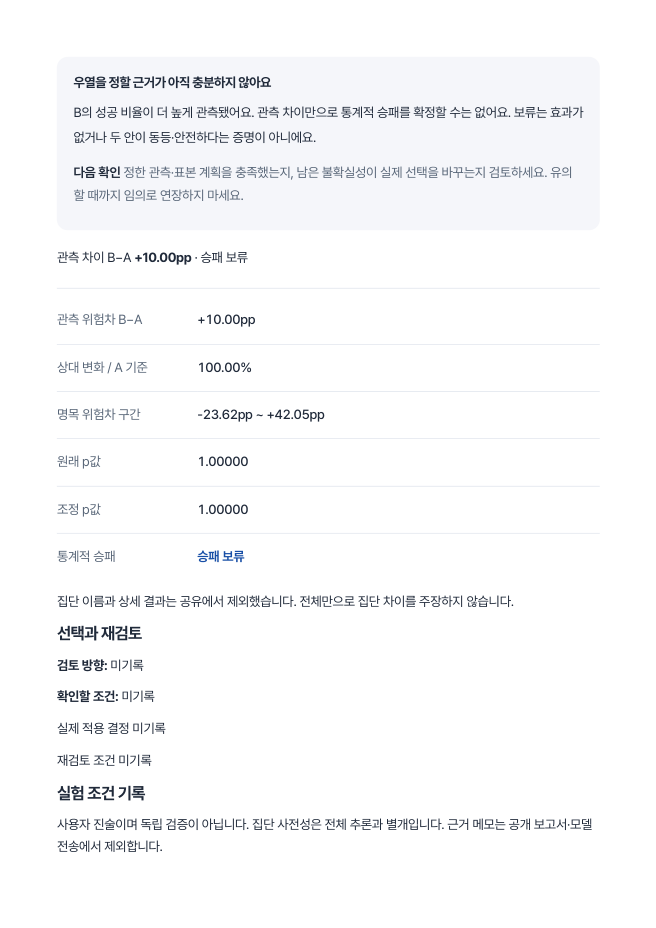 우열을 정할 근거가 아직 충분하지 않아요
B의 성공 비율이 더 높게 관측됐어요. 관측 차이만으로 통계적 승패를 확정할 수는 없어요. 보류는 효과가
없거나 두 안이 동등·안전하다는 증명이 아니에요.
다음 확인 정한 관측·표본 계획을 충족했는지, 남은 불확실성이 실제 선택을 바꾸는지 검토하세요. 유의
할 때까지 임의로 연장하지 마세요.
관측 차이 B−A +10.00pp · 승패 보류
관측 위험차 B−A +10.00pp
상대 변화 / A 기준 100.00%
명목 위험차 구간 -23.62pp ~ +42.05pp
원래 p값 1.00000
조정 p값 1.00000
통계적 승패 승패 보류
집단 이름과 상세 결과는 공유에서 제외했습니다. 전체만으로 집단 차이를 주장하지 않습니다.
선택과 재검토
검토 방향: 미기록
확인할 조건: 미기록
실제 적용 결정 미기록
재검토 조건 미기록
실험 조건 기록
사용자 진술이며 독립 검증이 아닙니다. 집단 사전성은 전체 추론과 별개입니다. 근거 메모는 공개 보고서·모델
전송에서 제외합니다.